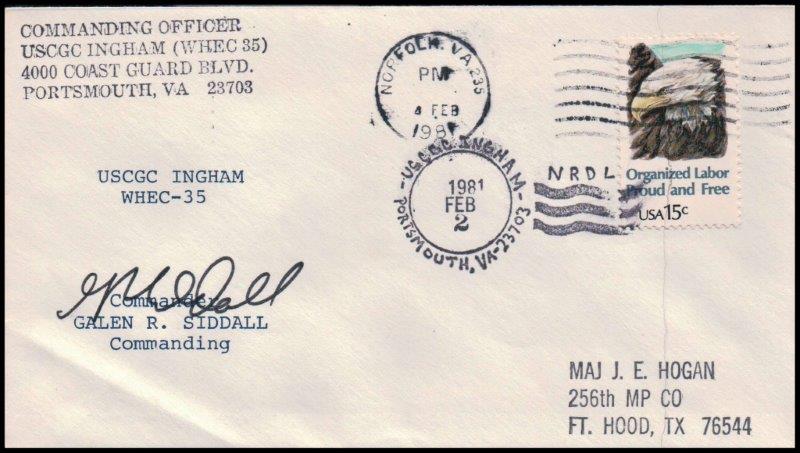 COMMANDING OFFICER
USCGC INGHAM (WHEC 35)
4000 COAST GUARD BLVD.
PORTSMOUTH, VA 23703
NORFOLK, VA 235
PM
4 FEB
1981
USCGC INGHAM
PORTSMOUTH, VA-23703
1981
FEB
2
NRDL
Organized Labor
Proud and Free
USA 15c
USCGC INGHAM
WHEC-35
Commander
GALEN R. SIDDALL
Commanding
MAJ J. E. HOGAN
256th MP CO
FT. HOOD, TX 76544